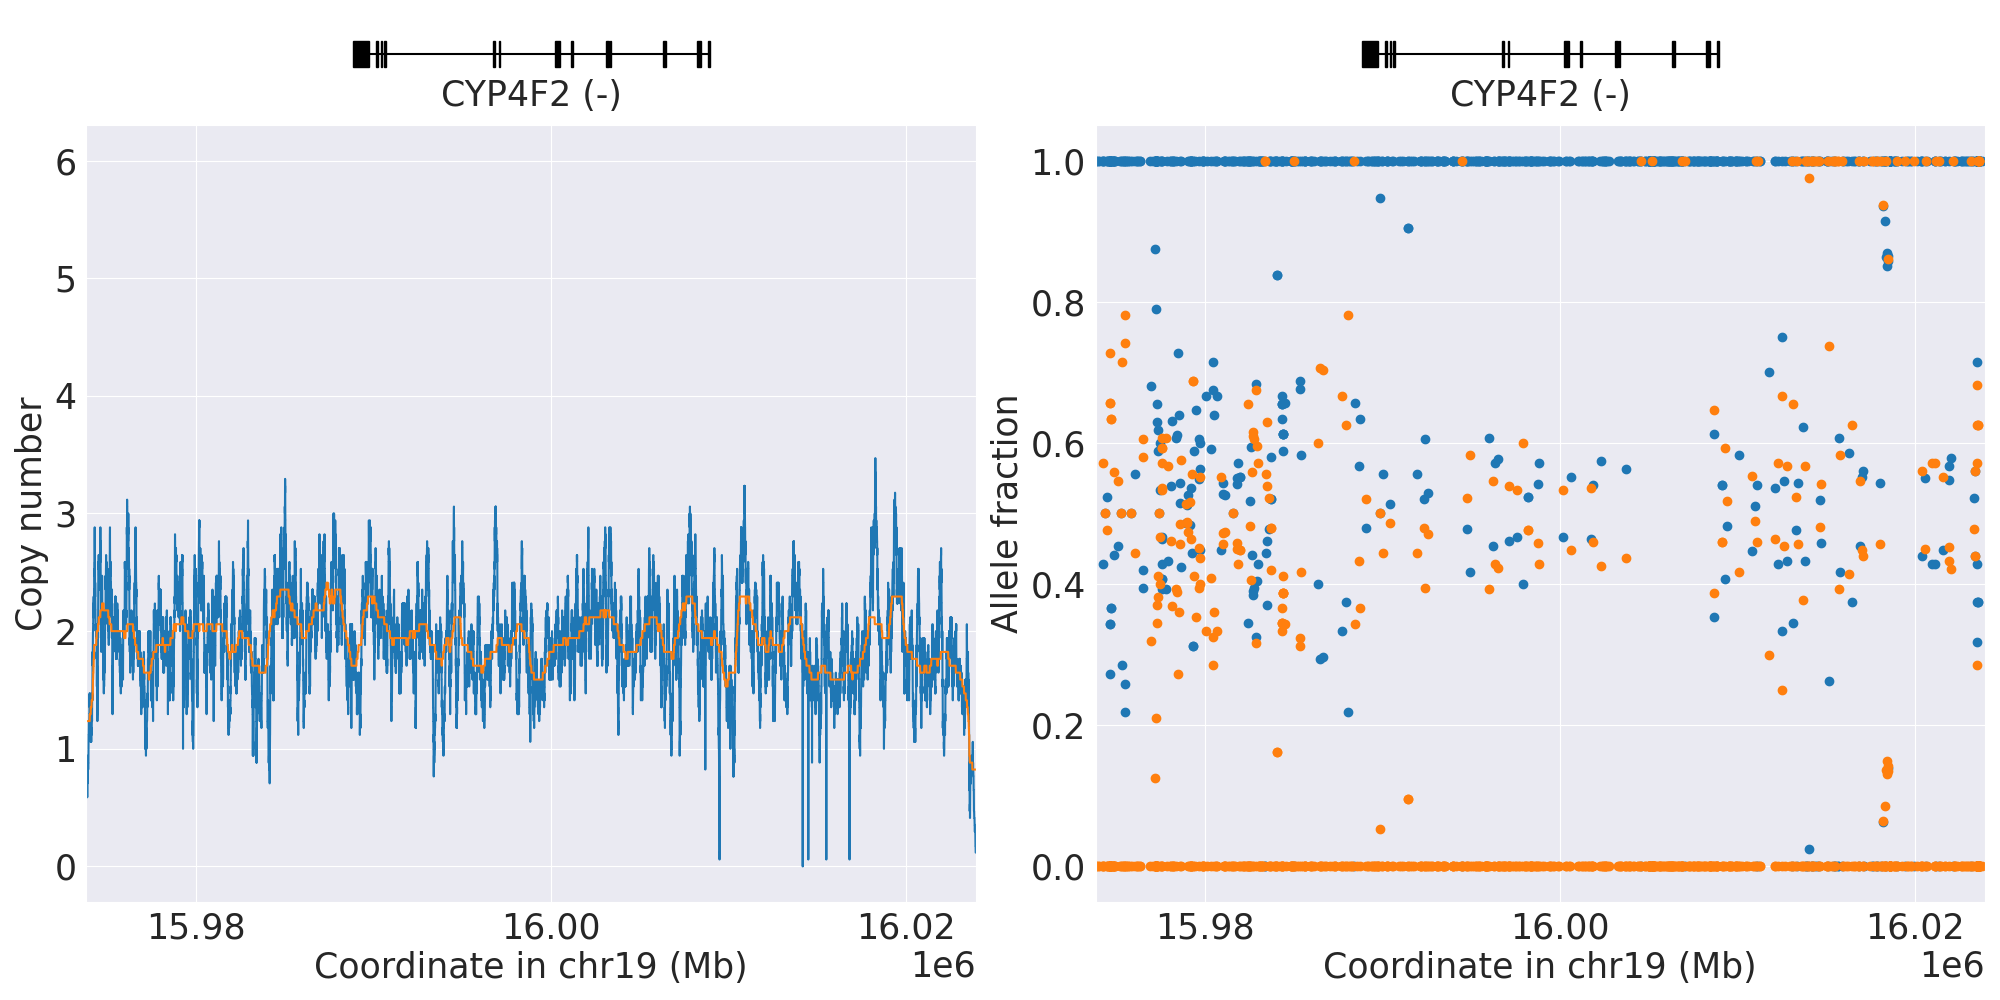 CYP4F2 (-)
Copy number
6
5
4
3
2
1
0
15.98
16.00
16.02
Coordinate in chr19 (Mb)
1e6
CYP4F2 (-)
Allele fraction
1.0
0.8
0.6
0.4
0.2
0.0
15.98
16.00
16.02
Coordinate in chr19 (Mb)
1e6